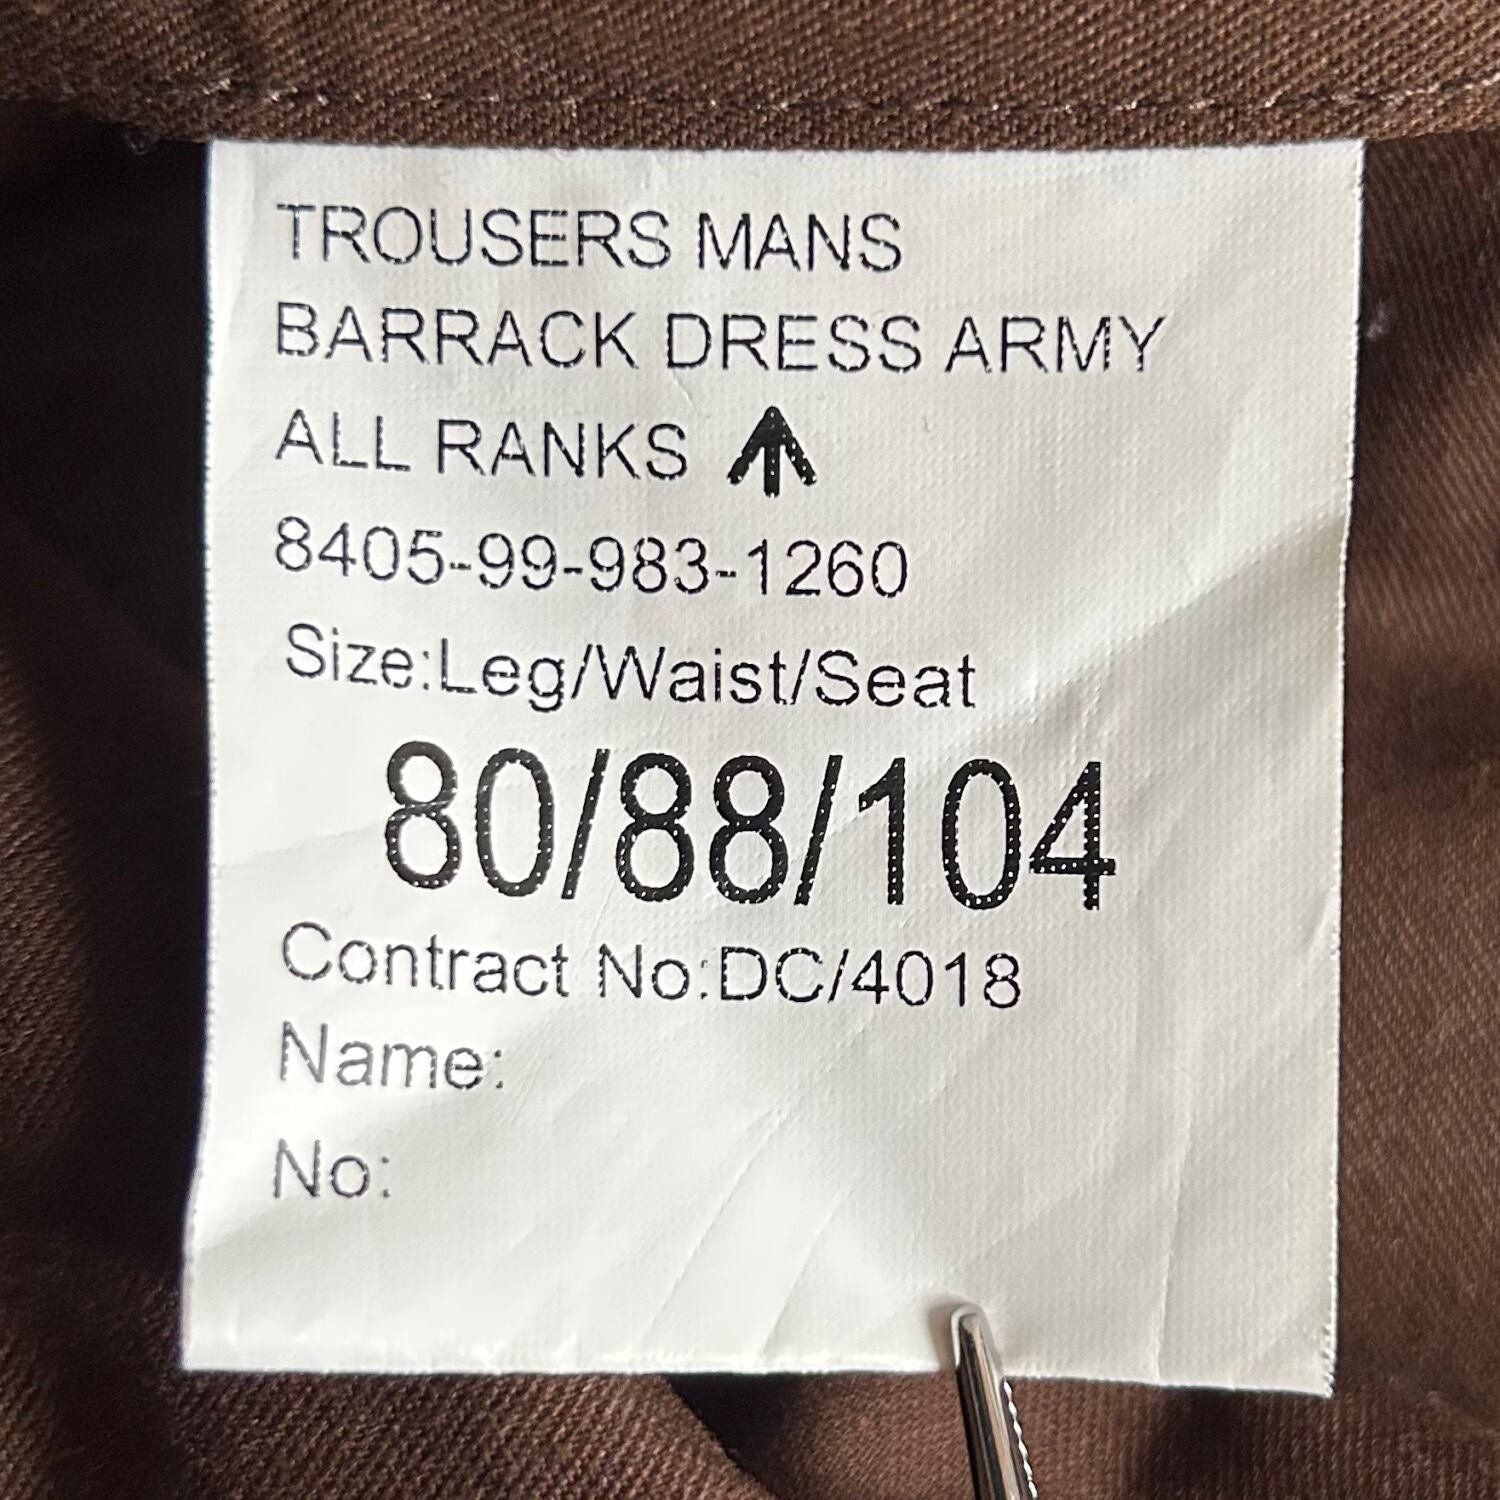 TROUSERS MANS
BARRACK DRESS ARMY
ALL RANKS
8405-99-983-1260
Size:Leg/Waist/Seat
80/88/104
Contract No:DC/4018
Name:
No: